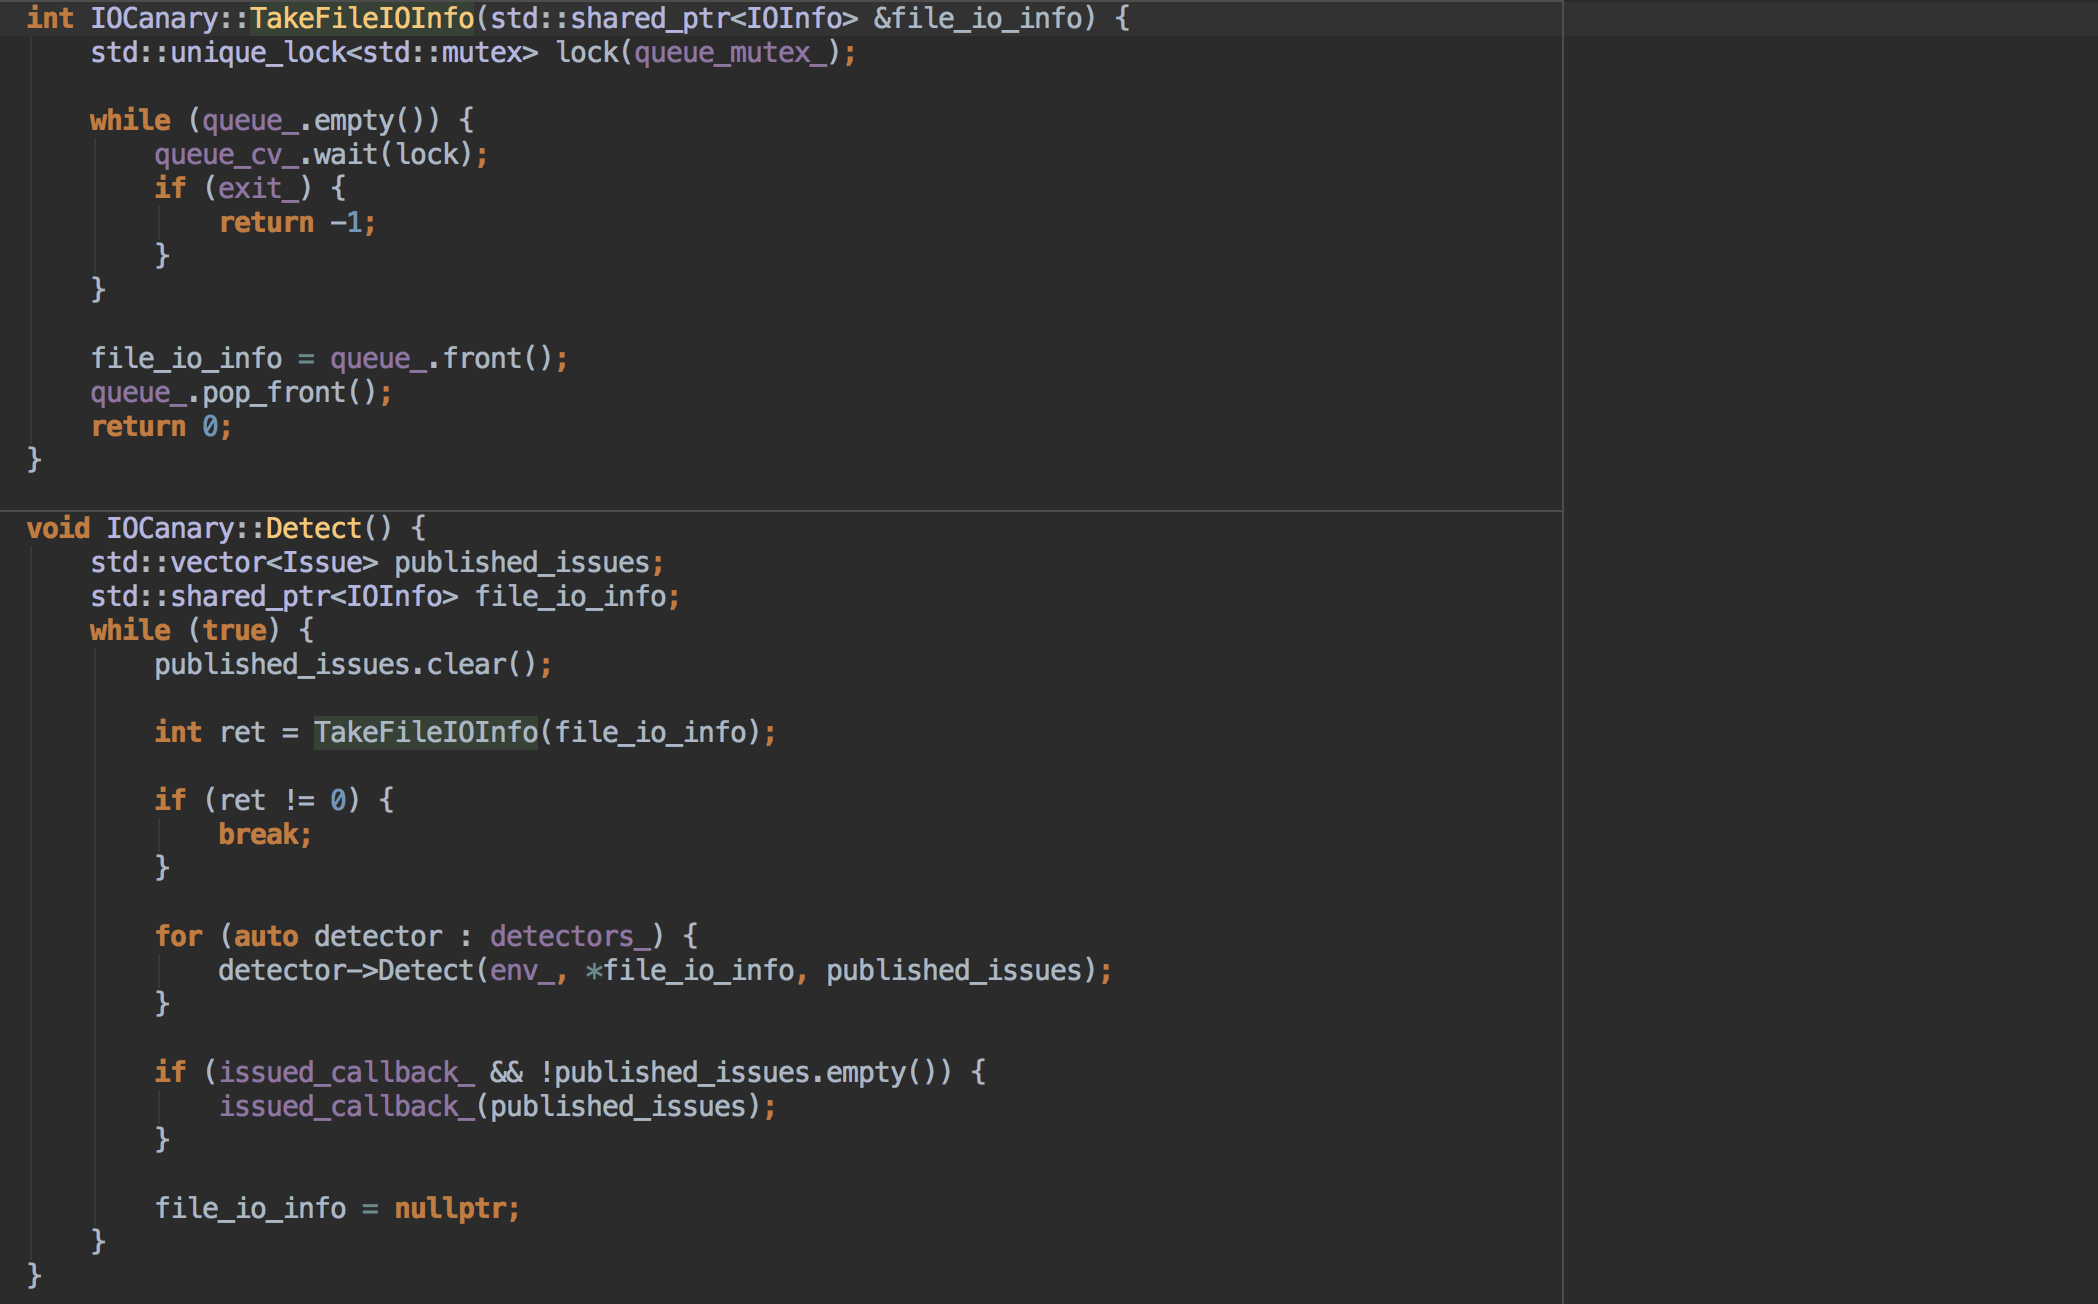 int IOCanary::TakeFileIOInfo(std::shared_ptr<IOInfo> &file_io_info) {
    std::unique_lock<std::mutex> lock(queue_mutex_);
    while (queue_.empty()) {
        queue_cv_.wait(lock);
        if (exit_) {
            return -1;
        }
    }
    file_io_info = queue_.front();
    queue_.pop_front();
    return 0;
}
void IOCanary::Detect() {
    std::vector<Issue> published_issues;
    std::shared_ptr<IOInfo> file_io_info;
    while (true) {
        published_issues.clear();
        int ret = TakeFileIOInfo(file_io_info);
        if (ret != 0) {
            break;
        }
        for (auto detector : detectors_) {
            detector->Detect(env_, *file_io_info, published_issues);
        }
        if (issued_callback_ && !published_issues.empty()) {
            issued_callback_(published_issues);
        }
        file_io_info = nullptr;
    }
}